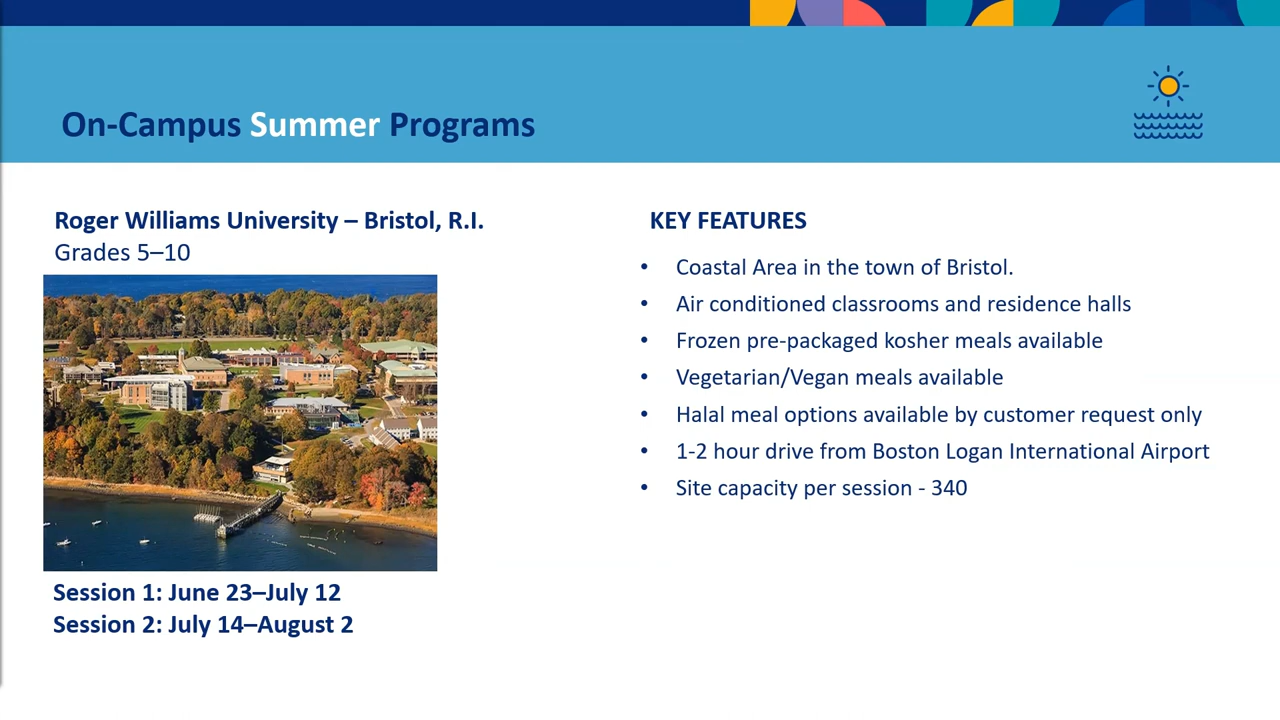 On-Campus Summer Programs
Roger Williams University – Bristol, R.I.
Grades 5–10
Session 1: June 23–July 12
Session 2: July 14–August 2
KEY FEATURES
• Coastal Area in the town of Bristol.
• Air conditioned classrooms and residence halls
• Frozen pre-packaged kosher meals available
• Vegetarian/Vegan meals available
• Halal meal options available by customer request only
• 1-2 hour drive from Boston Logan International Airport
• Site capacity per session - 340